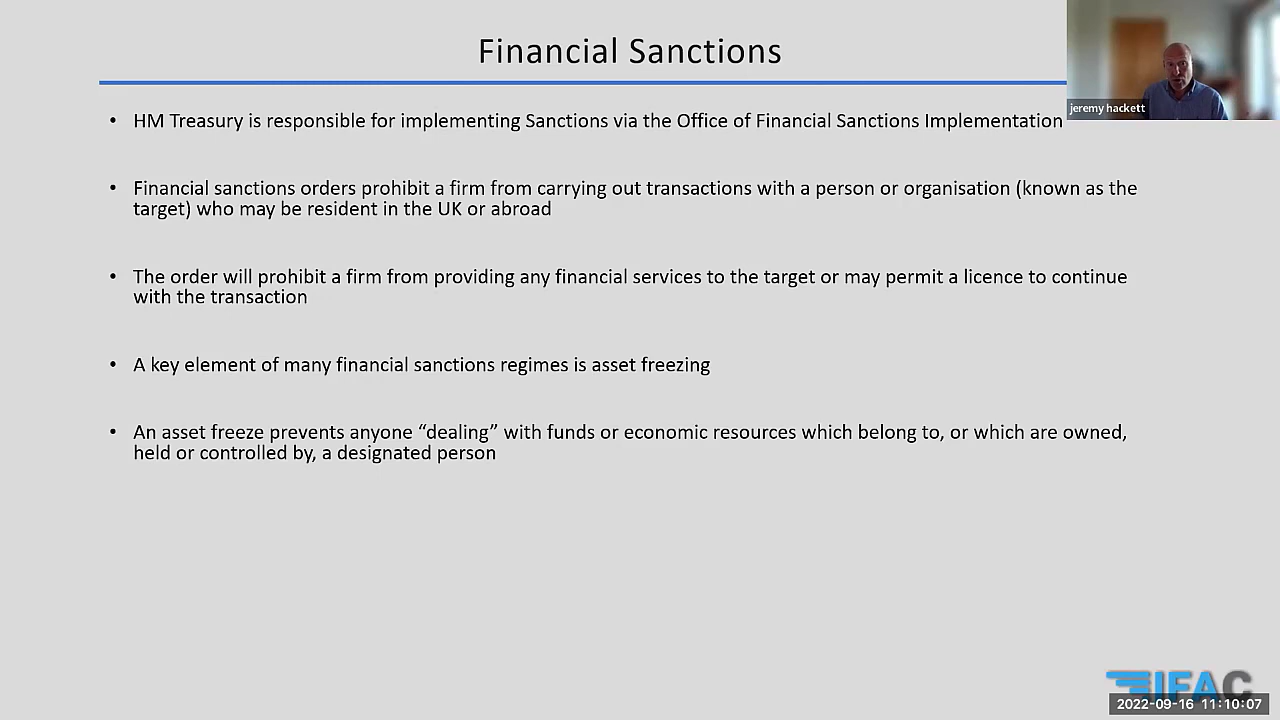 Financial Sanctions
jeremy hackett
• HM Treasury is responsible for implementing Sanctions via the Office of Financial Sanctions Implementation
• Financial sanctions orders prohibit a firm from carrying out transactions with a person or organisation (known as the
target) who may be resident in the UK or abroad
• The order will prohibit a firm from providing any financial services to the target or may permit a licence to continue
with the transaction
• A key element of many financial sanctions regimes is asset freezing
• An asset freeze prevents anyone “dealing” with funds or economic resources which belong to, or which are owned,
held or controlled by, a designated person
IFAC
2022-09-16 11:10:07